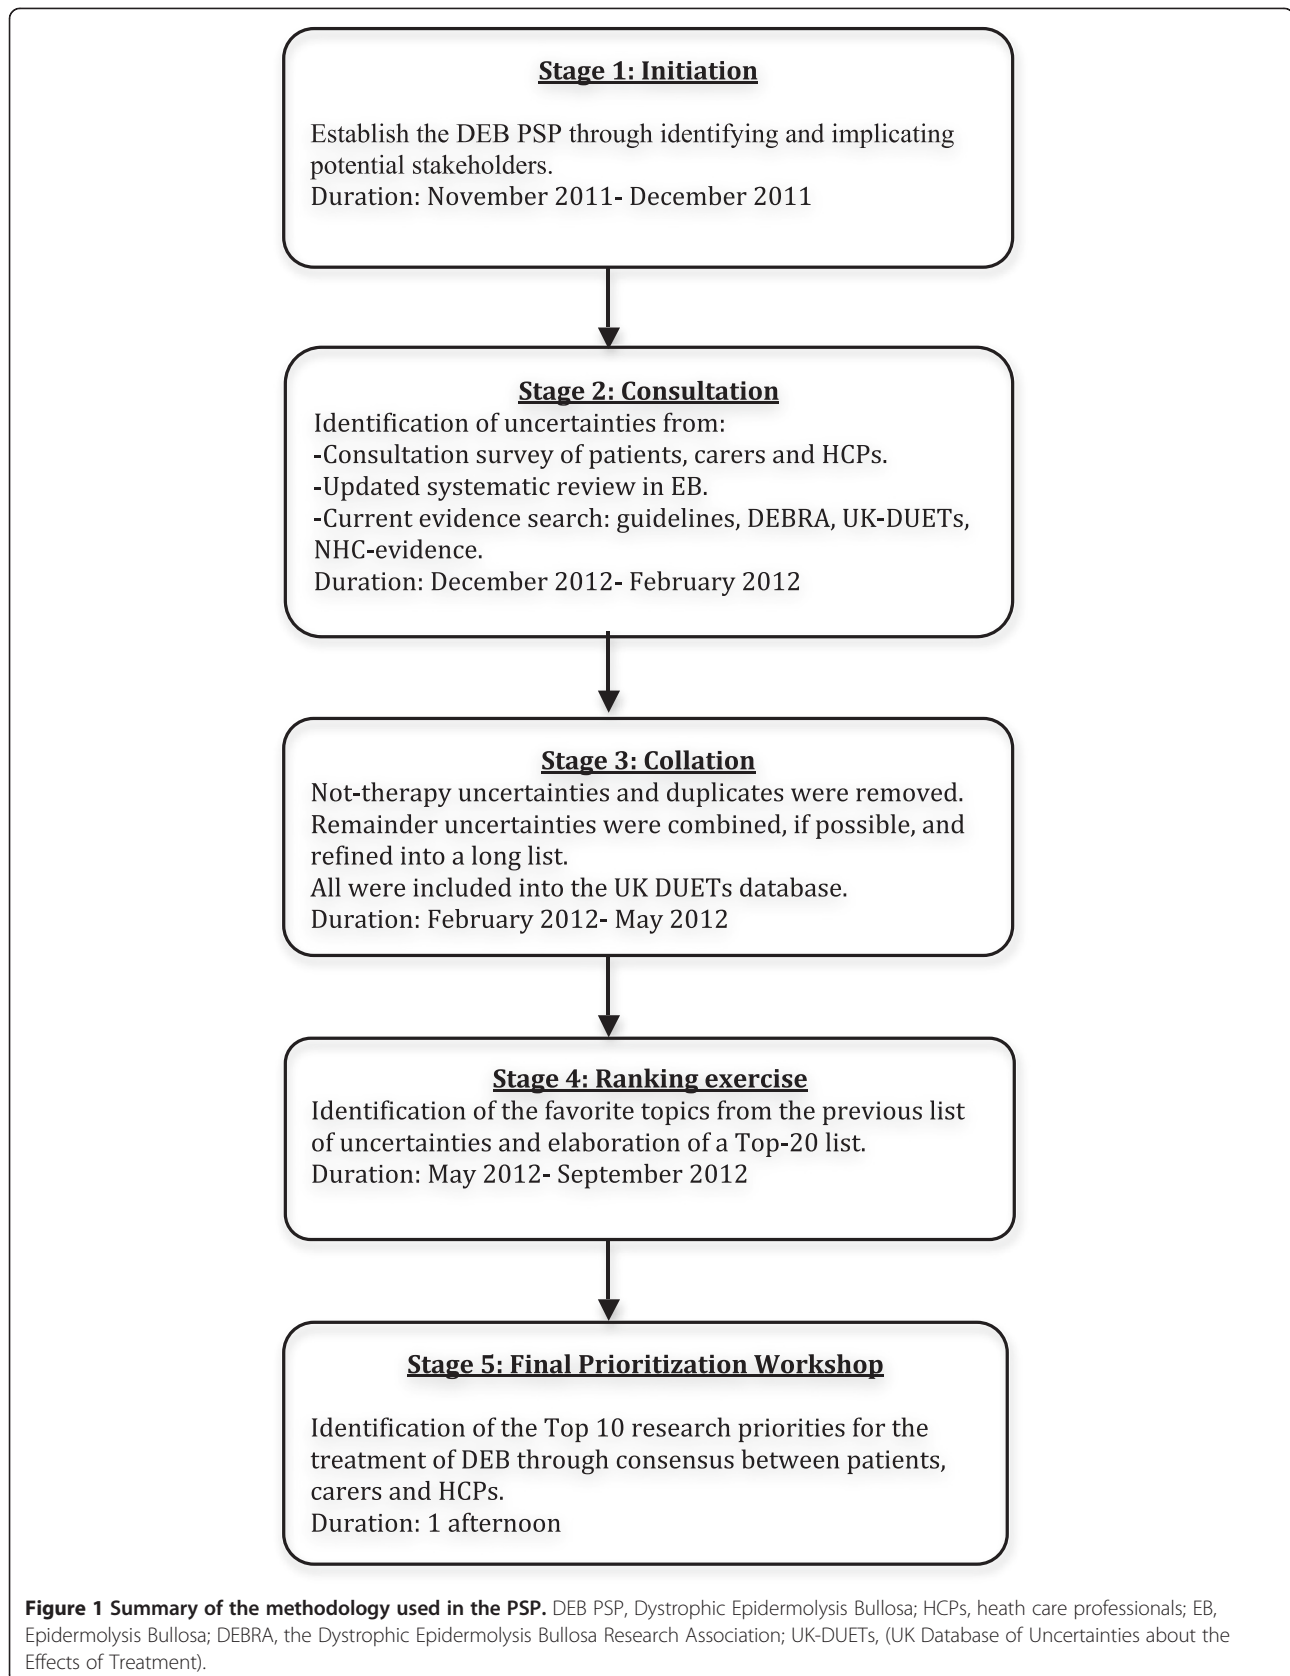 Stage 1: Initiation
Establish the DEB PSP through identifying and implicating
potential stakeholders.
Duration: November 2011- December 2011
Stage 2: Consultation
Identification of uncertainties from:
-Consultation survey of patients, carers and HCPs.
-Updated systematic review in EB.
-Current evidence search: guidelines, DEBRA, UK-DUETs,
NHC-evidence.
Duration: December 2012- February 2012
Stage 3: Collation
Not-therapy uncertainties and duplicates were removed.
Remainder uncertainties were combined, if possible, and
refined into a long list.
All were included into the UK DUETs database.
Duration: February 2012- May 2012
Stage 4: Ranking exercise
Identification of the favorite topics from the previous list
of uncertainties and elaboration of a Top-20 list.
Duration: May 2012- September 2012
Stage 5: Final Prioritization Workshop
Identification of the Top 10 research priorities for the
treatment of DEB through consensus between patients,
carers and HCPs.
Duration: 1 afternoon
Figure 1 Summary of the methodology used in the PSP. DEB PSP, Dystrophic Epidermolysis Bullosa; HCPs, heath care professionals; EB,
Epidermolysis Bullosa; DEBRA, the Dystrophic Epidermolysis Bullosa Research Association; UK-DUETs, (UK Database of Uncertainties about the
Effects of Treatment).